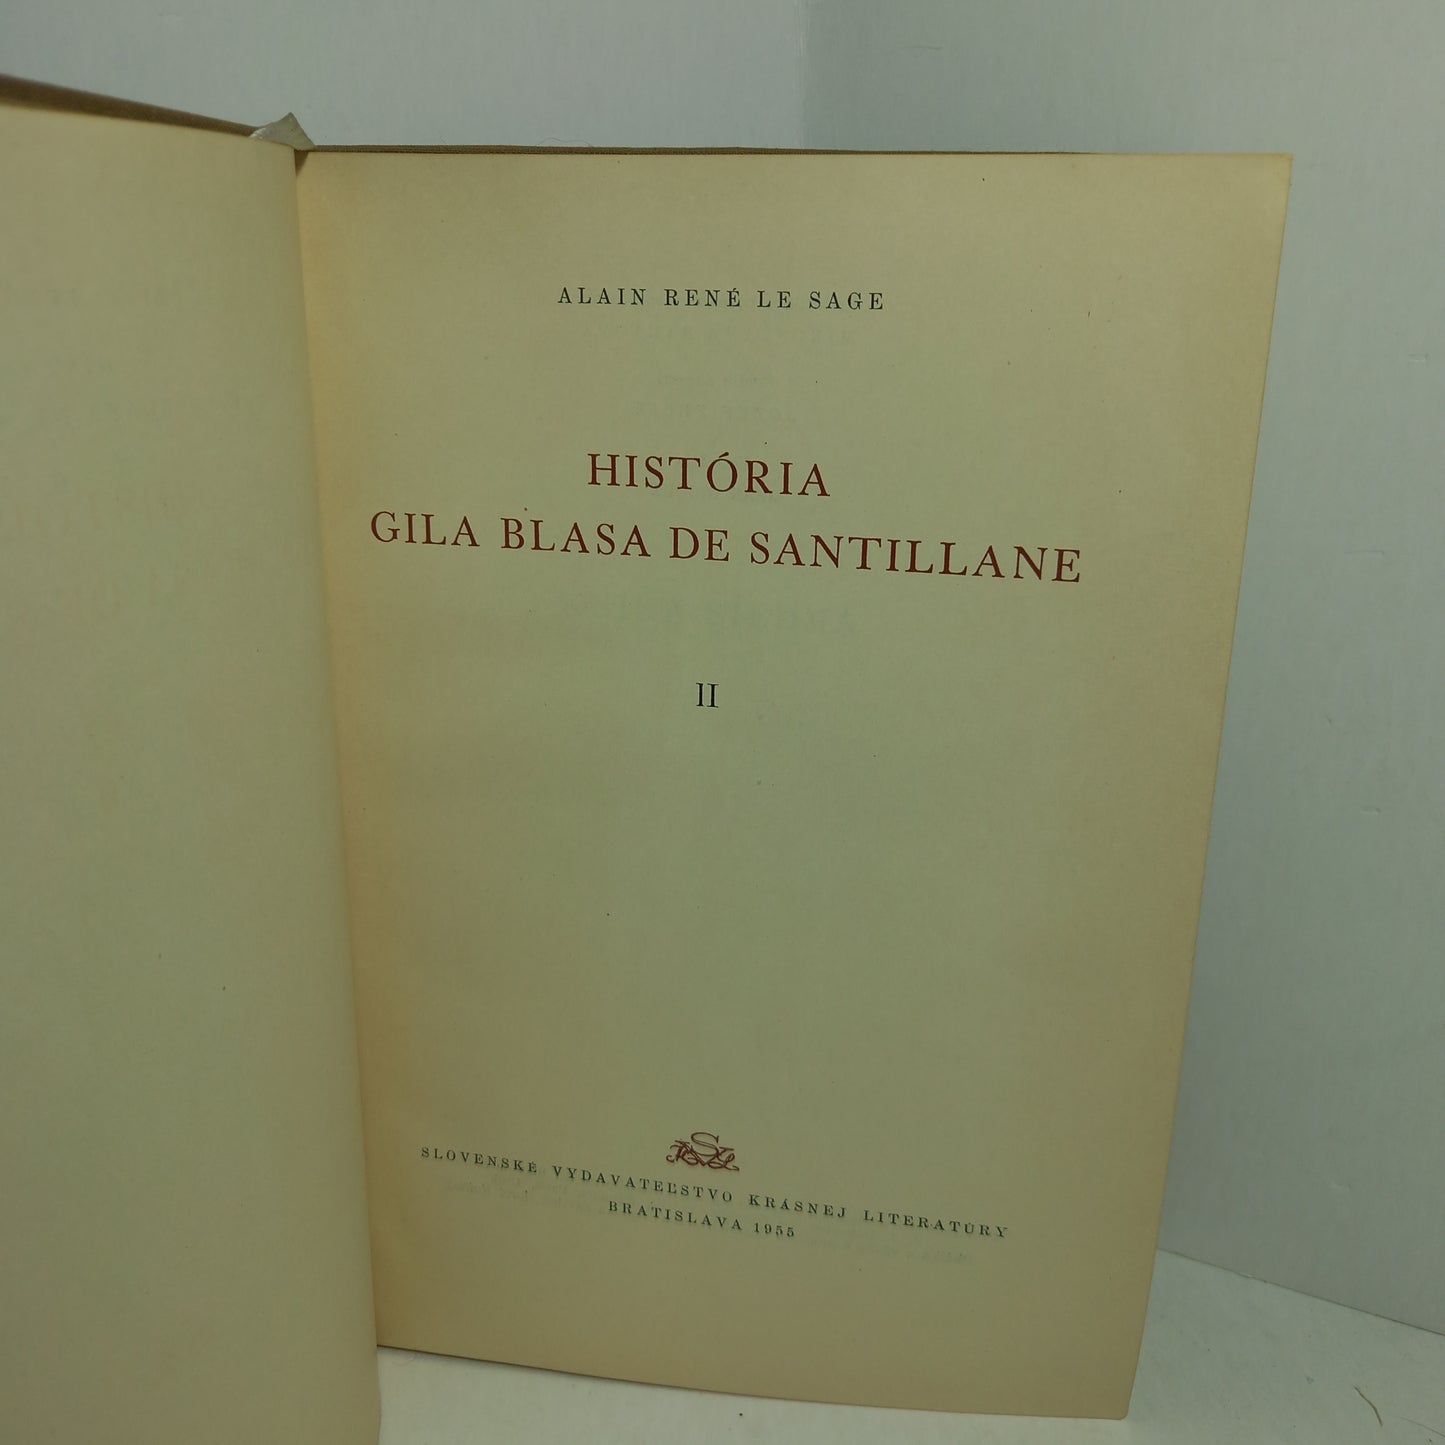 ALAIN RENÉ LE SAGE
HISTÓRIA
GILA BLASA DE SANTILLANE
II
SLOVENSKÉ VYDAVATEĽSTVO KRÁSNEJ LITERATÚRY
BRATISLAVA 1955